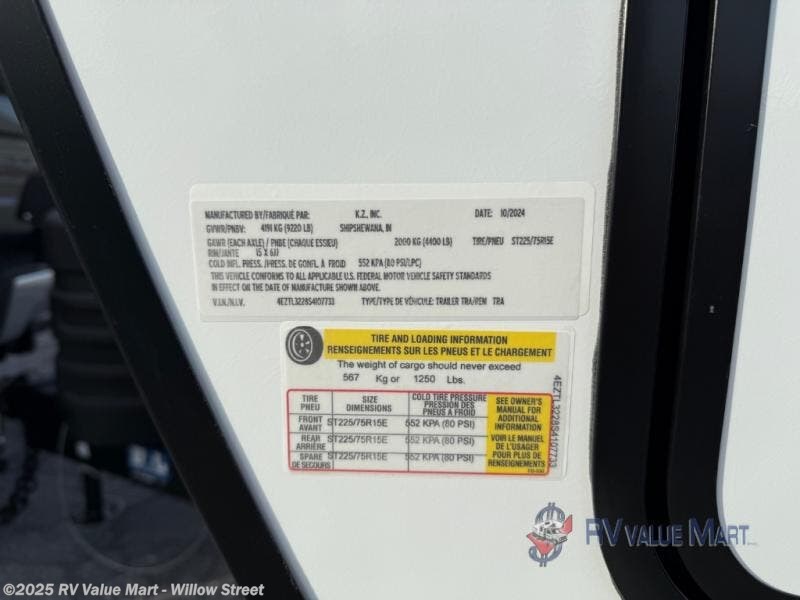 MANUFACTURED BY/FABRIQUÉ PAR: K.Z., INC. DATE: 10/2024
GVWR/PNBV: 4191 KG (9220 LB) SHIPSHEWANA, IN
GAWR (EACH AXLE) / PNBE (CHAQUE ESSIEU) 2000 KG (4400 LB) TIRE/PNEU ST225/75R15E
RIM/JANTE 15 X 6JJ
COLD INFL. PRESS. /PRESS. DE GONFL. À FROID 552 KPA (80 PSI/LPC)
THIS VEHICLE CONFORMS TO ALL APPLICABLE U.S. FEDERAL MOTOR VEHICLE SAFETY STANDARDS
IN EFFECT ON THE DATE OF MANUFACTURE SHOWN ABOVE.
V.I.N./N.I.V. 4EZTL3228S4107733 TYPE/TYPE DE VÉHICULE: TRAILER TRA/REM TRA
TIRE AND LOADING INFORMATION
RENSEIGNEMENTS SUR LES PNEUS ET LE CHARGEMENT
The weight of cargo should never exceed
567 Kg or 1250 Lbs.
TIRE PNEU SIZE DIMENSIONS COLD TIRE PRESSURE PRESSION DES PNEUS A FROID
FRONT AVANT ST225/75R15E 552 KPA (80 PSI)
REAR ARRIÈRE ST225/75R15E 552 KPA (80 PSI)
SPARE DE SECOURS ST225/75R15E 552 KPA (80 PSI)
SEE OWNER'S
MANUAL FOR
ADDITIONAL
INFORMATION
VOIR LE MANUEL
DE L'USAGER
POUR PLUS DE
RENSEIGNEMENTS
4EZTL3228S4107733
RV VALUE MART
©2025 RV Value Mart - Willow Street